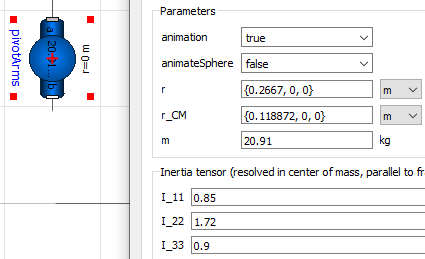 Parameters
animation true
animateSphere false
r {0.2667, 0, 0} m
r_CM {0.118872, 0, 0} m
m 20.91 kg
Inertia tensor (resolved in center of mass, parallel to fr
I_11 0.85
I_22 1.72
I_33 0.9
pivotArms
a b
r=0 m